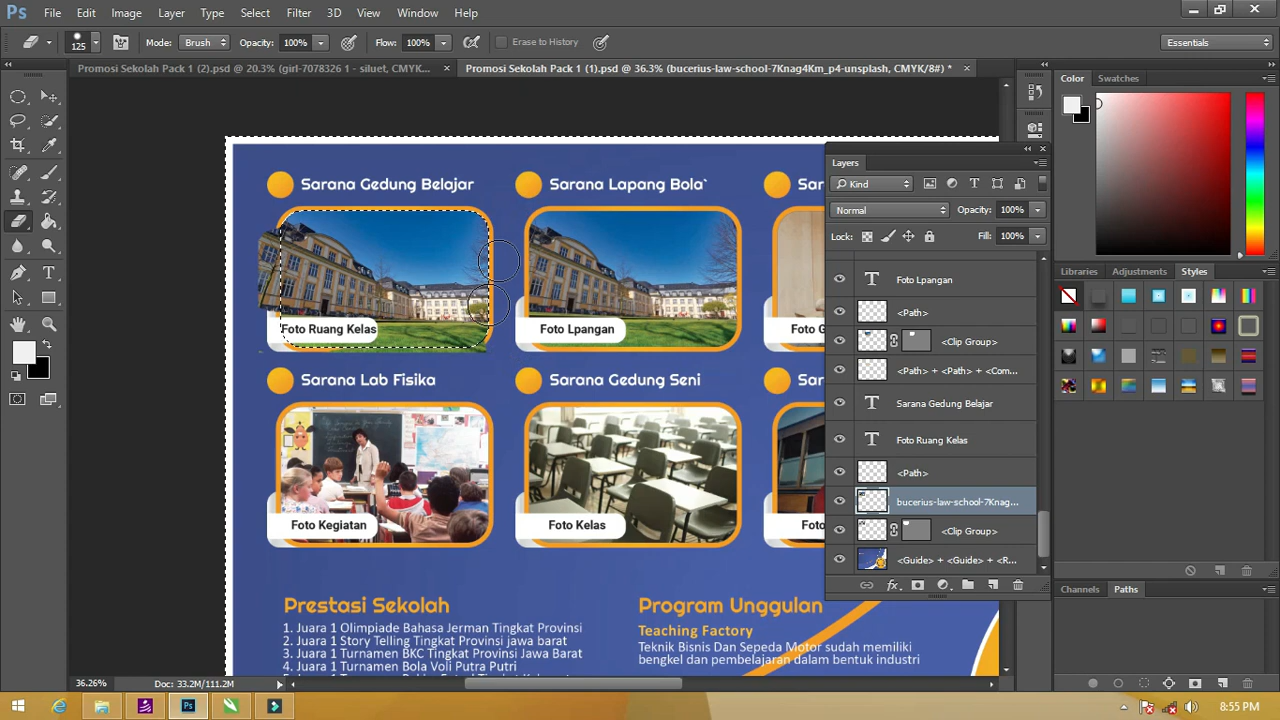 Ps File Edit Image Layer Type Select Filter 3D View Window Help
125 Mode: Brush Opacity: 100% Flow: 100% Erase to History Essentials
Promosi Sekolah Pack 1 (2).psd @ 20.3% (girl-7078326 1 - siluet, CMYK... × Promosi Sekolah Pack 1 (1).psd @ 36.3% (bucerius-law-school-7Knag4Km_p4-unsplash, CMYK/8#) * ×
Color Swatches
Layers
Kind
Normal Opacity: 100%
Lock: Fill: 100%
Foto Lpangan
<Path>
<Clip Group>
<Path> + <Path> + <Com...
Sarana Gedung Belajar
Foto Ruang Kelas
<Path>
bucerius-law-school-7Knag...
<Clip Group>
<Guide> + <Guide> + <R...
Libraries Adjustments Styles
Channels Paths
Sarana Gedung Belajar Sarana Lapang Bola` Sar
Foto Ruang Kelas Foto Lpangan Foto G
Sarana Lab Fisika Sarana Gedung Seni Sar
Foto Kegiatan Foto Kelas Foto
Prestasi Sekolah
1. Juara 1 Olimpiade Bahasa Jerman Tingkat Provinsi
2. Juara 1 Story Telling Tingkat Provinsi jawa barat
3. Juara 1 Turnamen BKC Tingkat Provinsi Jawa Barat
4. Juara 1 Turnamen Bola Voli Putra Putri
Program Unggulan
Teaching Factory
Teknik Bisnis Dan Sepeda Motor sudah memiliki
bengkel dan pembelajaran dalam bentuk industri
36.26% Doc: 33.2M/111.2M
8:55 PM